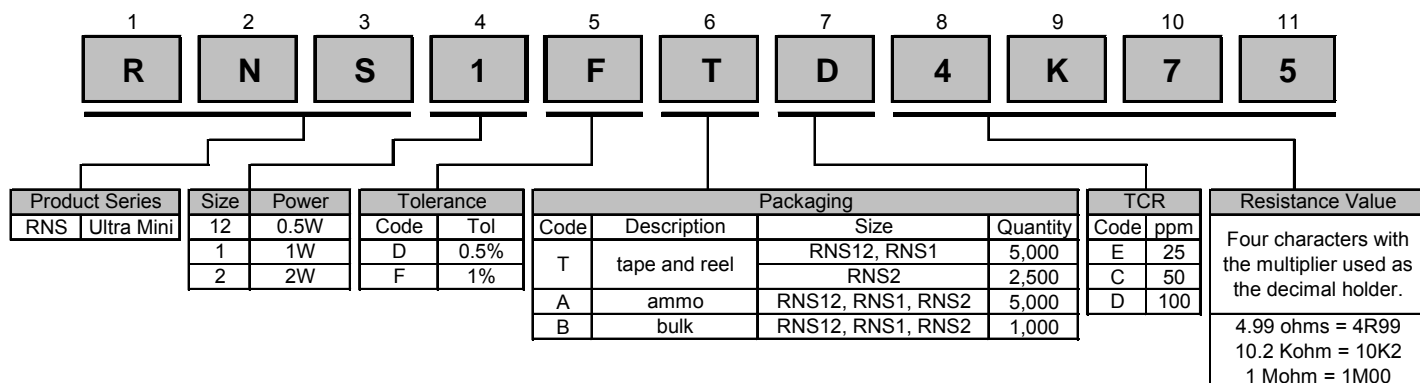 1 2 3 4 5 6 7 8 9 10 11
R N S 1 F T D 4 K 7 5
Product Series
RNS Ultra Mini
Size Power
12 0.5W
1 1W
2 2W
Tolerance
Code Tol
D 0.5%
F 1%
Packaging
Code Description Size Quantity
T tape and reel RNS12, RNS1 5,000
RNS2 2,500
A ammo RNS12, RNS1, RNS2 5,000
B bulk RNS12, RNS1, RNS2 1,000
TCR
Code ppm
E 25
C 50
D 100
Resistance Value
Four characters with
the multiplier used as
the decimal holder.
4.99 ohms = 4R99
10.2 Kohm = 10K2
1 Mohm = 1M00